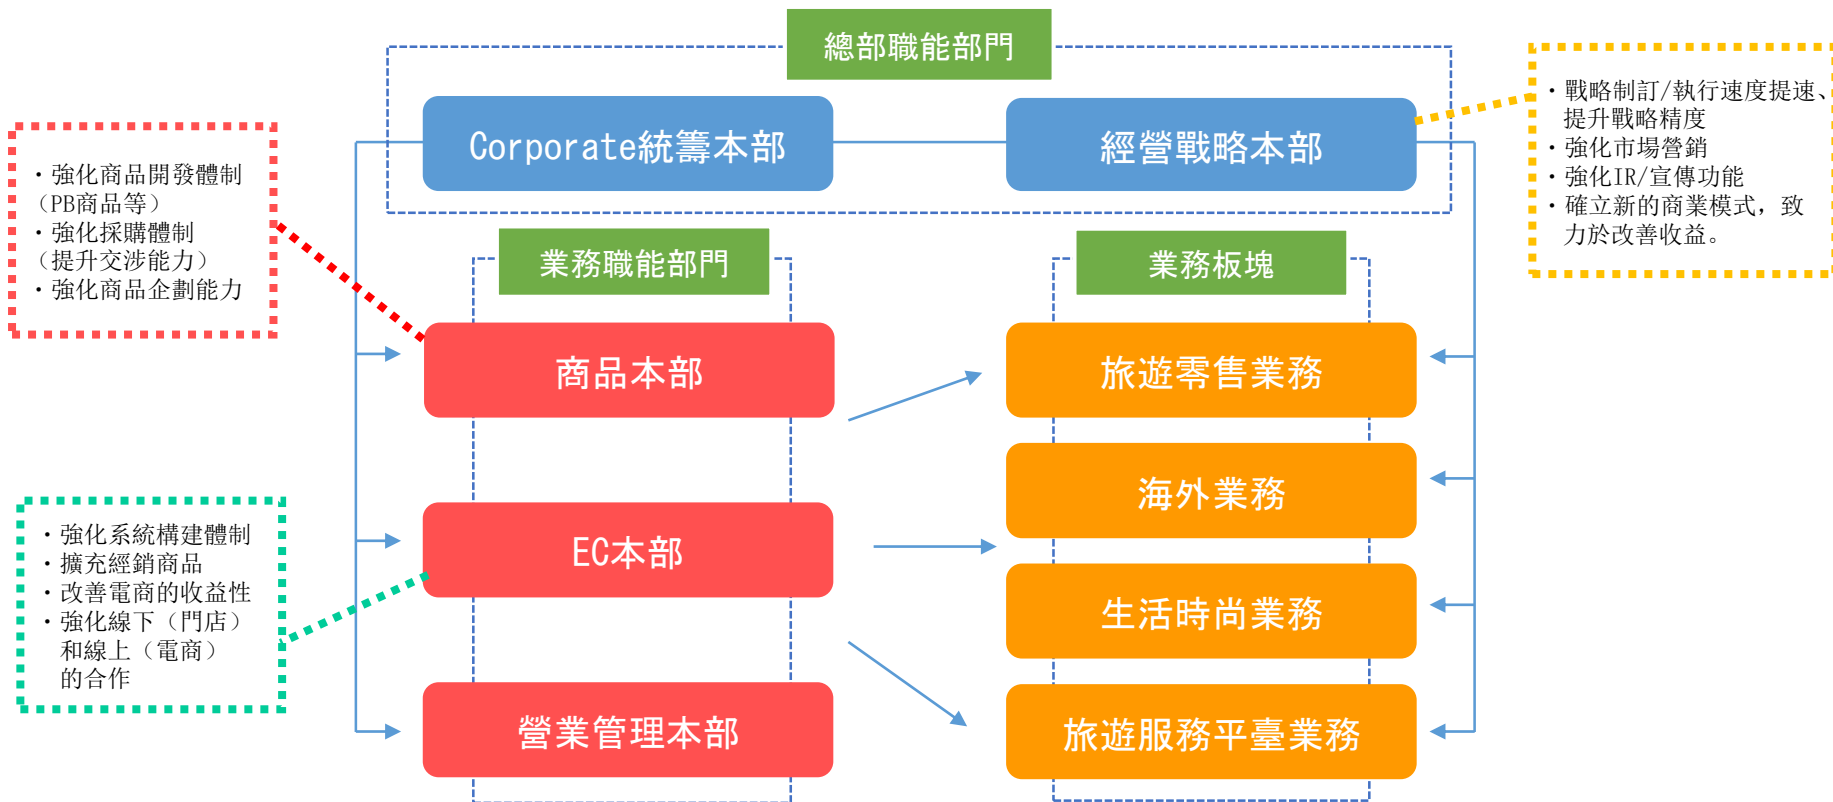 總部職能部門
Corporate統籌本部
經營戰略本部
・戰略制訂/執行速度提速、
提升戰略精度
・強化市場營銷
・強化IR/宣傳功能
・確立新的商業模式，致
力於改善收益。
・強化商品開發體制
（PB商品等）
・強化採購體制
（提升交涉能力）
・強化商品企劃能力
業務職能部門
業務板塊
商品本部
旅遊零售業務
海外業務
・強化系統構建體制
・擴充經銷商品
・改善電商的收益性
・強化線下（門店）
和線上（電商）
的合作
EC本部
生活時尚業務
營業管理本部
旅遊服務平臺業務